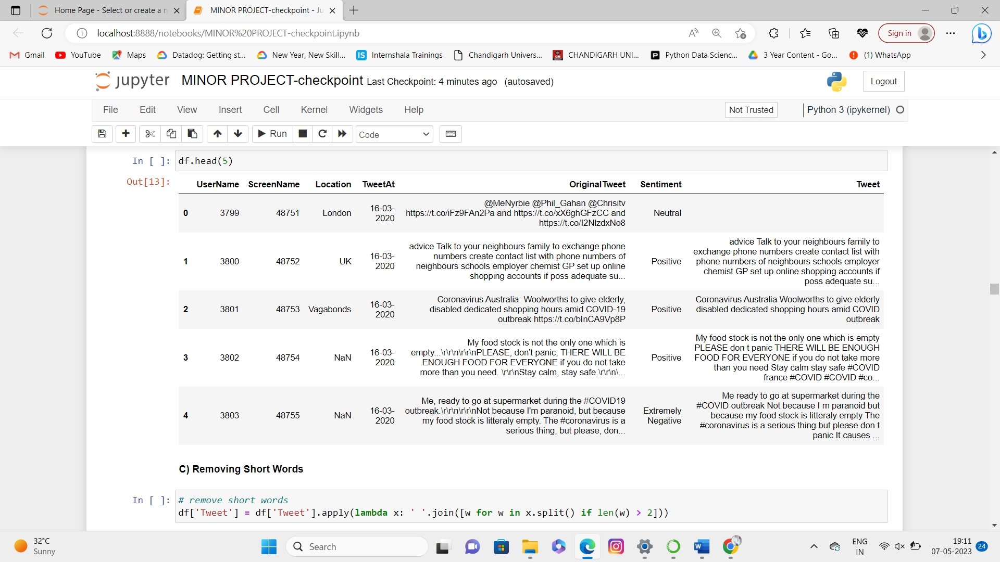 Home Page - Select or create a n
MINOR PROJECT-checkpoint - Ju
localhost:8888/notebooks/MINOR%20PROJECT-checkpoint.ipynb
Sign in
Gmail YouTube Maps Datadog: Getting st... New Year, New Skill... IS Internshala Trainings Chandigarh Univers... CHANDIGARH UNI... P Python Data Scienc... 3 Year Content - Go... (1) WhatsApp
jupyter MINOR PROJECT-checkpoint Last Checkpoint: 4 minutes ago (autosaved)
Logout
File Edit View Insert Cell Kernel Widgets Help Not Trusted Python 3 (ipykernel)
Run Code
In [ ]: df.head(5)
Out[13]:
UserName ScreenName Location TweetAt OriginalTweet Sentiment Tweet
0 3799 48751 London 16-03-2020 Neutral
@MeNyrbie @Phil_Gahan @Chrisitv
https://t.co/iFz9FAn2Pa and https://t.co/xX6ghGFzCC and
https://t.co/I2NlzdxNo8
1 3800 48752 UK 16-03-2020 Positive
advice Talk to your neighbours family to exchange phone
numbers create contact list with phone numbers of
neighbours schools employer chemist GP set up online
shopping accounts if poss adequate su...
advice Talk to your neighbours family to
exchange phone numbers create contact list with
phone numbers of neighbours schools employer
chemist GP set up online shopping accounts if
poss adequate su...
2 3801 48753 Vagabonds 16-03-2020 Positive
Coronavirus Australia: Woolworths to give elderly,
disabled dedicated shopping hours amid COVID-19
outbreak https://t.co/bInCA9Vp8P
Coronavirus Australia Woolworths to give elderly
disabled dedicated shopping hours amid COVID
outbreak
3 3802 48754 NaN 16-03-2020 Positive
My food stock is not the only one which is
empty...\r\r\n\r\r\nPLEASE, don't panic, THERE WILL BE
ENOUGH FOOD FOR EVERYONE if you do not take
more than you need. \r\r\nStay calm, stay safe.\r\r\n\...
My food stock is not the only one which is empty
PLEASE don t panic THERE WILL BE ENOUGH
FOOD FOR EVERYONE if you do not take more
than you need Stay calm stay safe #COVID
france #COVID #COVID #co...
4 3803 48755 NaN 16-03-2020 Extremely Negative
Me, ready to go at supermarket during the #COVID19
outbreak.\r\r\n\r\r\nNot because I'm paranoid, but because
my food stock is litteraly empty. The #coronavirus is a
serious thing, but please, don...
Me ready to go at supermarket during the
#COVID outbreak Not because I m paranoid but
because my food stock is litteraly empty The
#coronavirus is a serious thing but please don t
panic It causes ...
C) Removing Short Words
In [ ]: # remove short words
df['Tweet'] = df['Tweet'].apply(lambda x: ' '.join([w for w in x.split() if len(w) > 2]))
32°C
Sunny
Search
ENG
IN
19:11
07-05-2023
24